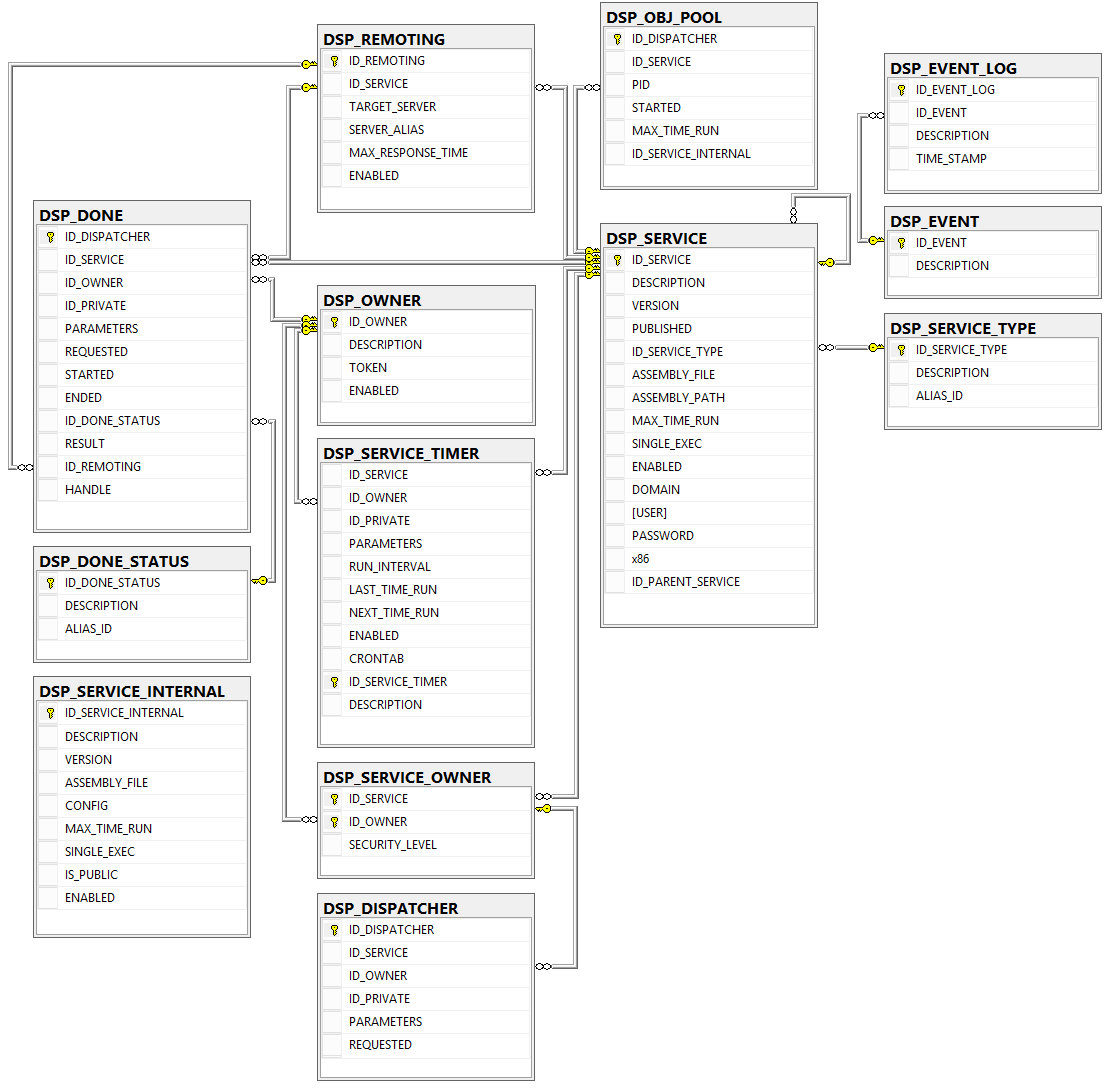 DSP_REMOTING
ID_REMOTING
ID_SERVICE
TARGET_SERVER
SERVER_ALIAS
MAX_RESPONSE_TIME
ENABLED
DSP_OBJ_POOL
ID_DISPATCHER
ID_SERVICE
PID
STARTED
MAX_TIME_RUN
ID_SERVICE_INTERNAL
DSP_EVENT_LOG
ID_EVENT_LOG
ID_EVENT
DESCRIPTION
TIME_STAMP
DSP_DONE
ID_DISPATCHER
ID_SERVICE
ID_OWNER
ID_PRIVATE
PARAMETERS
REQUESTED
STARTED
ENDED
ID_DONE_STATUS
RESULT
ID_REMOTING
HANDLE
DSP_OWNER
ID_OWNER
DESCRIPTION
TOKEN
ENABLED
DSP_SERVICE
ID_SERVICE
DESCRIPTION
VERSION
PUBLISHED
ID_SERVICE_TYPE
ASSEMBLY_FILE
ASSEMBLY_PATH
MAX_TIME_RUN
SINGLE_EXEC
ENABLED
DOMAIN
[USER]
PASSWORD
x86
ID_PARENT_SERVICE
DSP_EVENT
ID_EVENT
DESCRIPTION
DSP_SERVICE_TYPE
ID_SERVICE_TYPE
DESCRIPTION
ALIAS_ID
DSP_SERVICE_TIMER
ID_SERVICE
ID_OWNER
ID_PRIVATE
PARAMETERS
RUN_INTERVAL
LAST_TIME_RUN
NEXT_TIME_RUN
ENABLED
CRONTAB
ID_SERVICE_TIMER
DESCRIPTION
DSP_DONE_STATUS
ID_DONE_STATUS
DESCRIPTION
ALIAS_ID
DSP_SERVICE_INTERNAL
ID_SERVICE_INTERNAL
DESCRIPTION
VERSION
ASSEMBLY_FILE
CONFIG
MAX_TIME_RUN
SINGLE_EXEC
IS_PUBLIC
ENABLED
DSP_SERVICE_OWNER
ID_SERVICE
ID_OWNER
SECURITY_LEVEL
DSP_DISPATCHER
ID_DISPATCHER
ID_SERVICE
ID_OWNER
ID_PRIVATE
PARAMETERS
REQUESTED